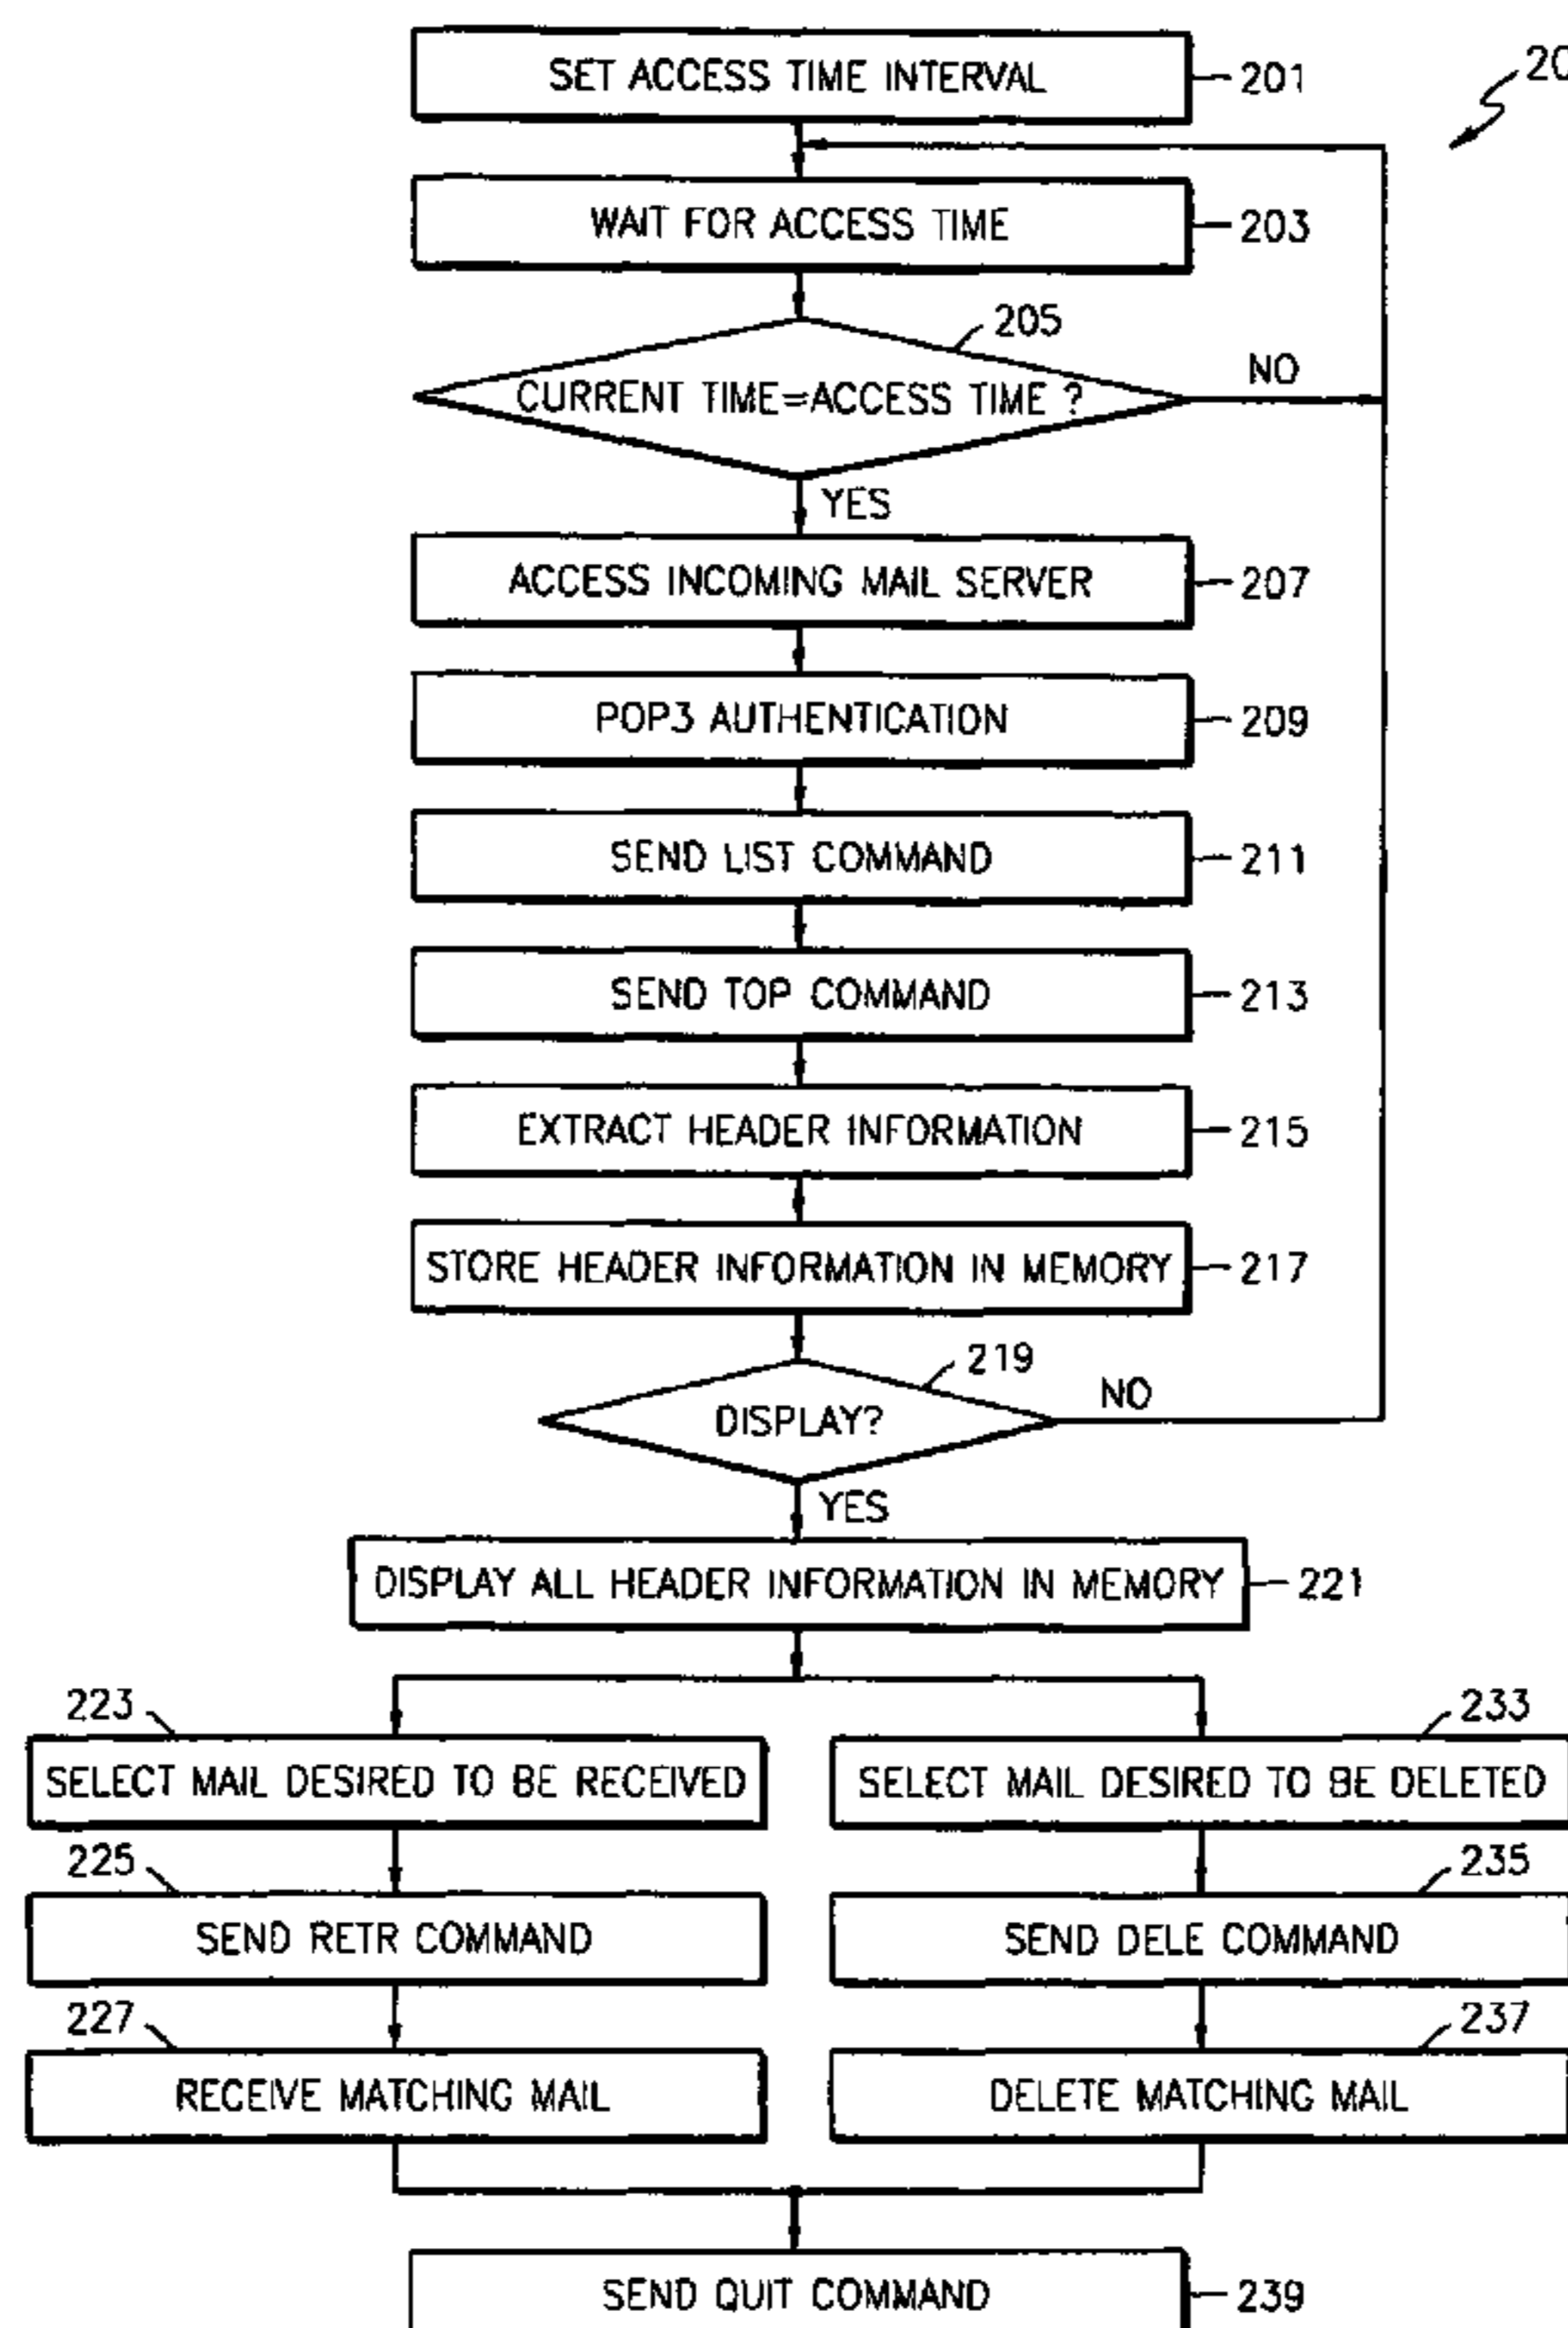 SET ACCESS TIME INTERVAL
201
20
WAIT FOR ACCESS TIME
203
205
CURRENT TIME=ACCESS TIME ?
NO
YES
ACCESS INCOMING MAIL SERVER
207
POP3 AUTHENTICATION
209
SEND LIST COMMAND
211
SEND TOP COMMAND
213
EXTRACT HEADER INFORMATION
215
STORE HEADER INFORMATION IN MEMORY
217
219
DISPLAY?
NO
YES
DISPLAY ALL HEADER INFORMATION IN MEMORY
221
223
233
SELECT MAIL DESIRED TO BE RECEIVED
SELECT MAIL DESIRED TO BE DELETED
225
235
SEND RETR COMMAND
SEND DELE COMMAND
227
237
RECEIVE MATCHING MAIL
DELETE MATCHING MAIL
SEND QUIT COMMAND
239